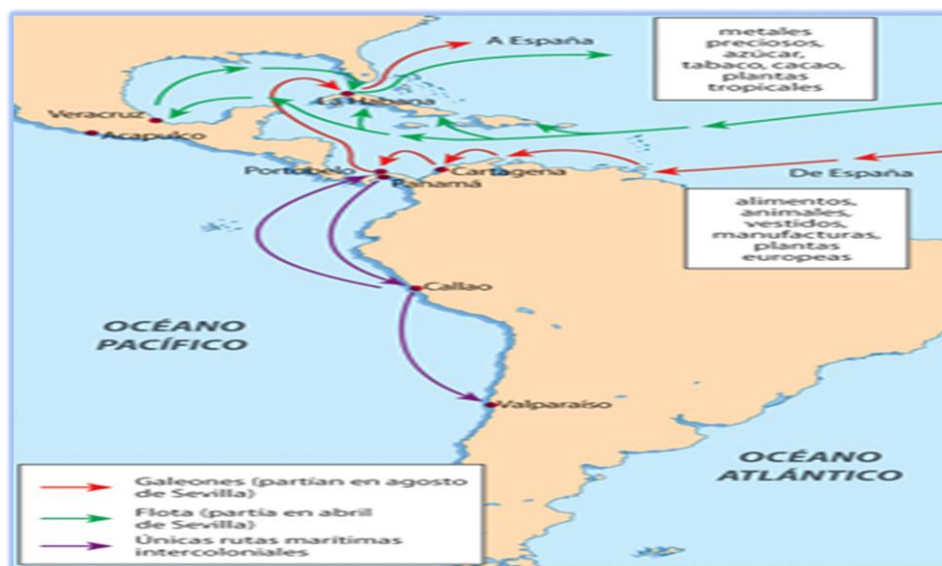 A España
metales
preciosos,
azúcar,
tabaco, cacao,
plantas
tropicales
La Habana
Veracruz
Acapulco
Portobelo
Cartagena
Panamá
De España
alimentos,
animales,
vestidos,
manufacturas,
plantas
europeas
Callao
OCÉANO
PACÍFICO
Valparaíso
OCÉANO
ATLÁNTICO
Galeones (partían en agosto
de Sevilla)
Flota (partía en abril
de Sevilla)
Únicas rutas marítimas
intercoloniales